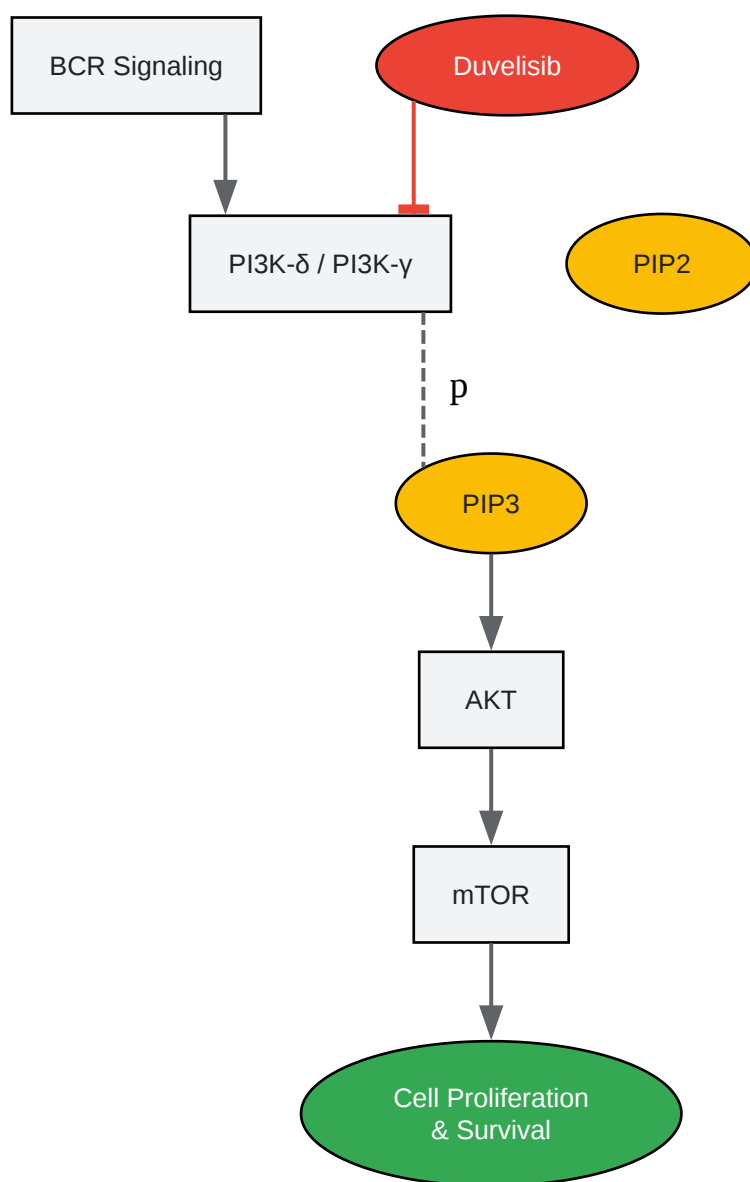 BCR Signaling
Duvelisib
PI3K-δ / PI3K-γ
PIP2
p
PIP3
AKT
mTOR
Cell Proliferation
& Survival